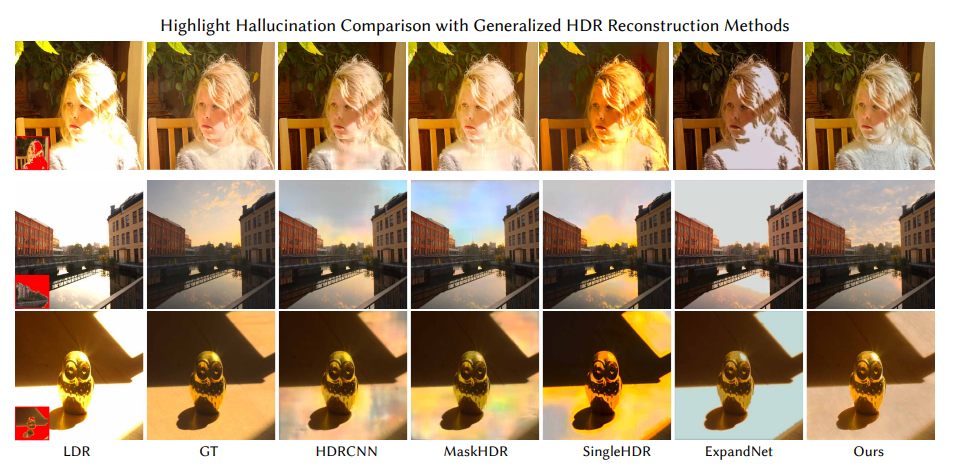 Highlight Hallucination Comparison with Generalized HDR Reconstruction Methods
LDR GT HDRCNN MaskHDR SingleHDR ExpandNet Ours